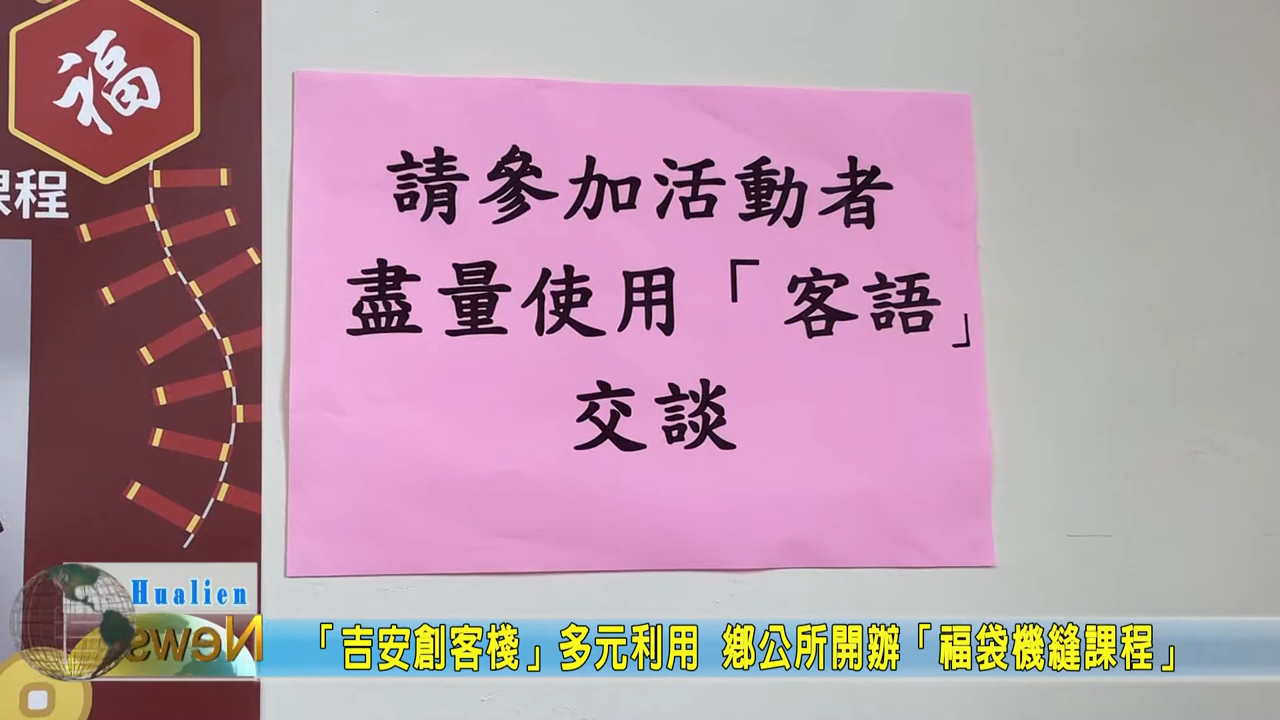 福
課程
請參加活動者
盡量使用「客語」
交談
Hualien
News
「吉安創客棧」多元利用 鄉公所開辦「福袋機縫課程」